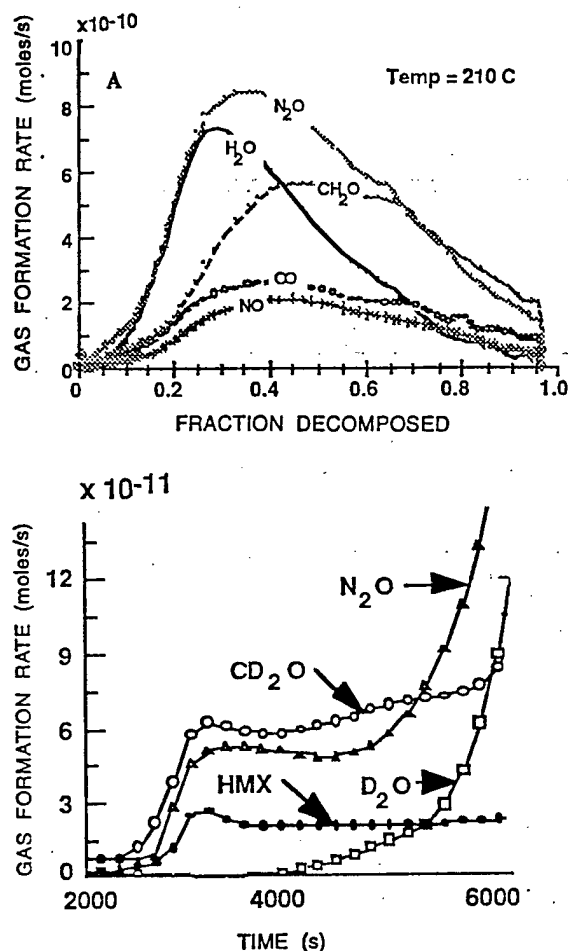 x10-10
GAS FORMATION RATE (moles/s)
10
8
6
4
2
0
A
Temp = 210 C
N2O
H2O
CH2O
CO
NO
0
0.2
0.4
0.6
0.8
1.0
FRACTION DECOMPOSED
x 10-11
GAS FORMATION RATE (moles/s)
12
9
6
3
0
N2O
CD2O
HMX
D2O
2000
4000
6000
TIME (s)